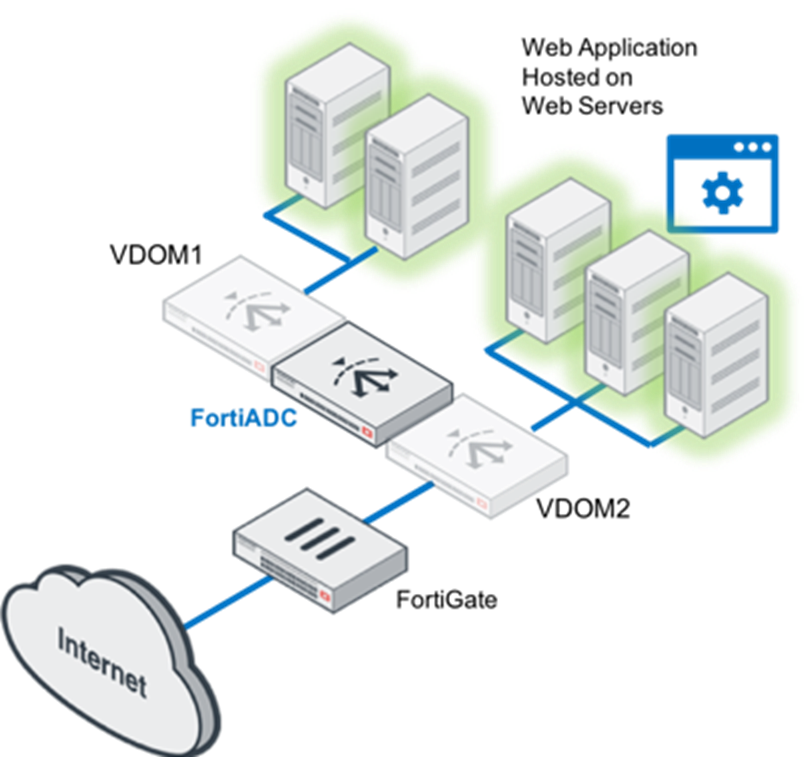 Web Application
Hosted on
Web Servers
VDOM1
FortiADC
VDOM2
FortiGate
Internet